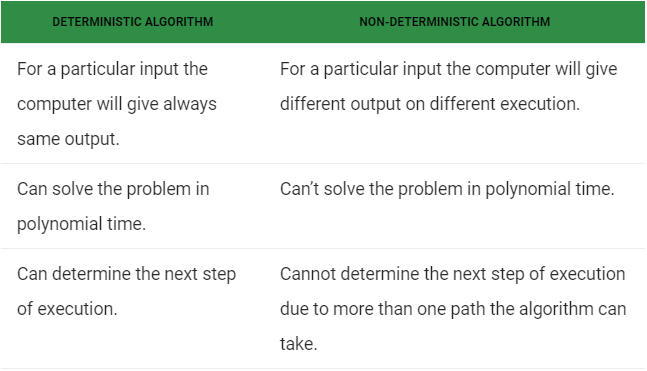 DETERMINISTIC ALGORITHM
NON-DETERMINISTIC ALGORITHM
For a particular input the
computer will give always
same output.
For a particular input the computer will give
different output on different execution.
Can solve the problem in
polynomial time.
Can’t solve the problem in polynomial time.
Can determine the next step
of execution.
Cannot determine the next step of execution
due to more than one path the algorithm can
take.